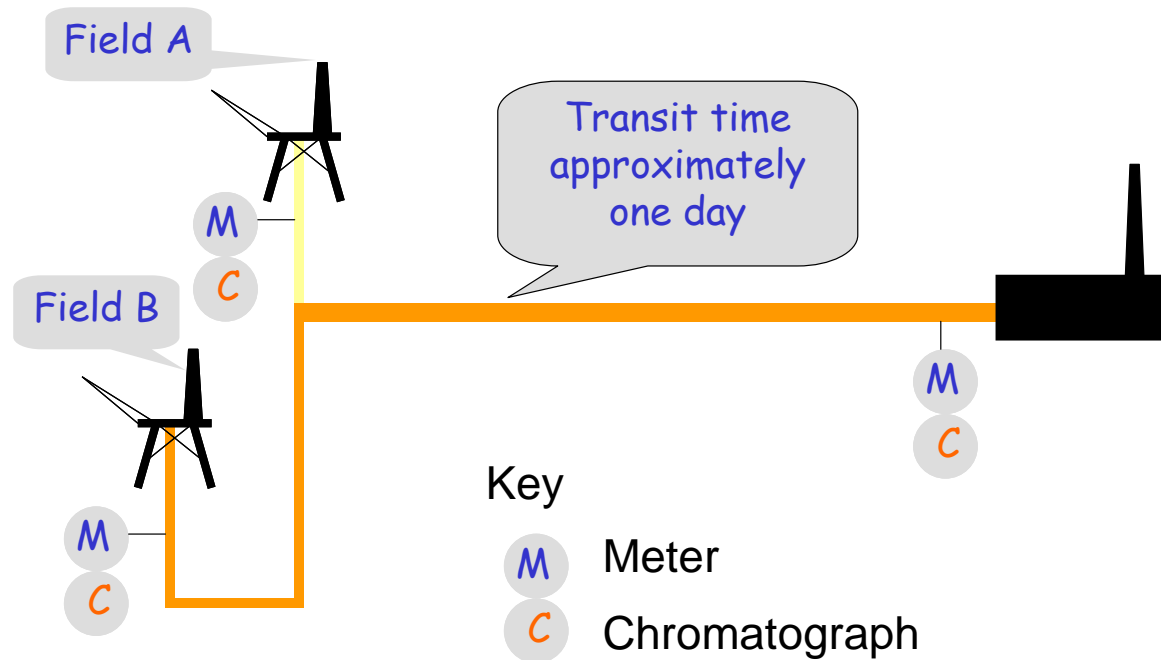 Field A
Transit time
approximately
one day
M
C
Field B
M
C
M
C
Key
M Meter
C Chromatograph